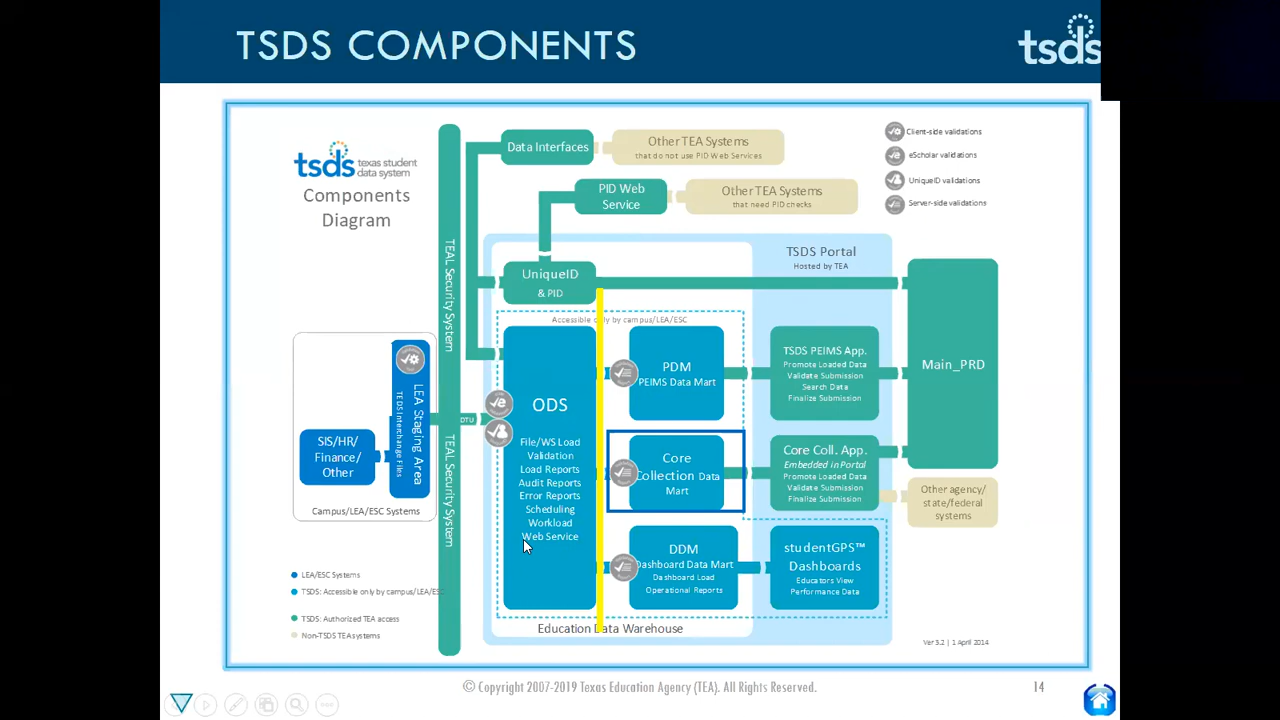 TSDS COMPONENTS
tsds
tsds texas student
data system
Components
Diagram
Data Interfaces
Other TEA Systems
that do not use PID Web Services
PID Web
Service
Other TEA Systems
that need PID checks
Client-side validations
eScholar validations
UniqueID validations
Server-side validations
TEAL Security System
TEAL Security System
TSDS Portal
Hosted by TEA
UniqueID
& PID
Accessible only by campus/LEA/ESC
ODS
File/WS Load
Validation
Load Reports
Audit Reports
Error Reports
Scheduling
Workload
Web Service
PDM
PEIMS Data Mart
TSDS PEIMS App.
Promote Loaded Data
Validate Submission
Search Data
Finalize Submission
Main_PRD
Core
Collection Data
Mart
Core Coll. App.
Embedded in Portal
Promote Loaded Data
Validate Submission
Finalize Submission
Other agency/
state/federal
systems
DDM
Dashboard Data Mart
Dashboard Load
Operational Reports
studentGPS™
Dashboards
Educators View
Performance Data
Education Data Warehouse
SIS/HR/
Finance/
Other
LEA Staging Area
TEDS Interchange Files
DTU
Campus/LEA/ESC Systems
LEA/ESC Systems
TSDS: Accessible only by campus/LEA/ESC
TSDS: Authorized TEA access
Non-TSDS TEA systems
Ver 3.2 | 1 April 2014
© Copyright 2007-2019 Texas Education Agency (TEA). All Rights Reserved.
14